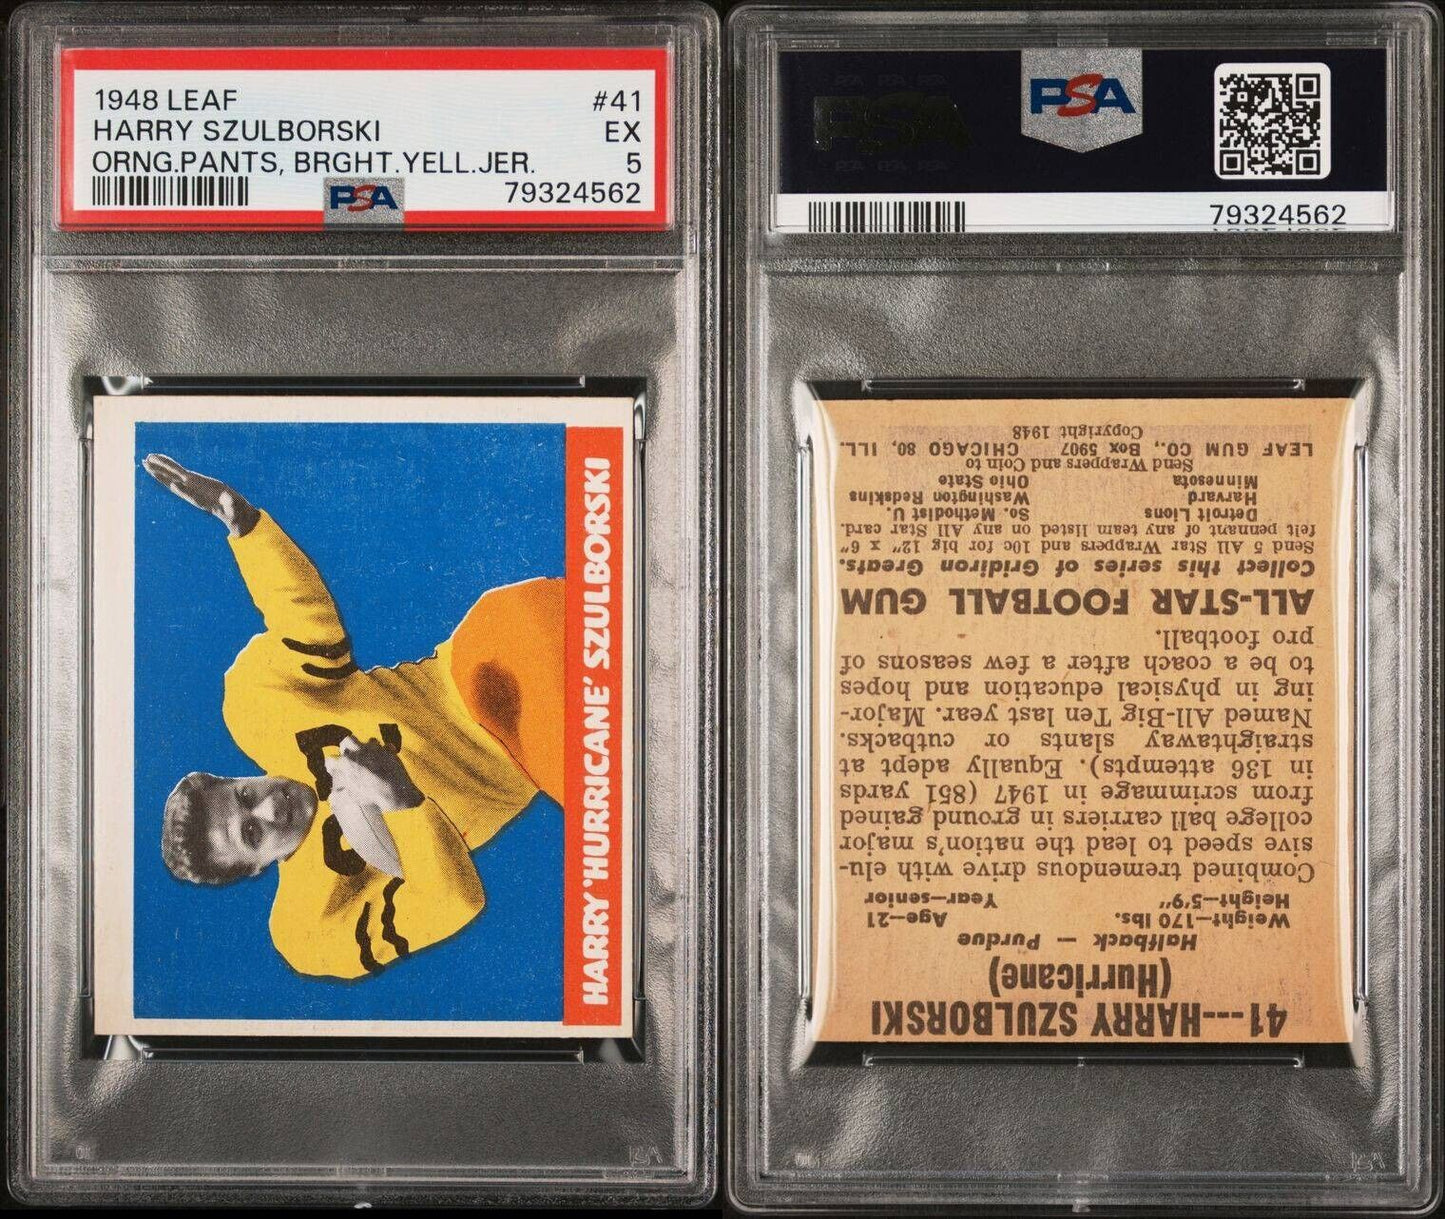 1948 LEAF #41
HARRY SZULBORSKI EX
ORNG.PANTS, BRGHT.YELL.JER. 5
PSA 79324562
HARRY 'HURRICANE' SZULBORSKI
PSA PSA PSA
PSA
PSA
PSA PSA PSA
79324562
41---HARRY SZULBORSKI
(Hurricane)
Halfback — Purdue
Weight—170 lbs. Age—21
Height—5'9" Year—senior
Combined tremendous drive with elu-
sive speed to lead the nation's major
college ball carriers in ground gained
from scrimmage in 1947 (851 yards
in 136 attempts). Equally adept at
straightaway slants or cutbacks.
Named All-Big Ten last year. Major-
ing in physical education and hopes
to be a coach after a few seasons of
pro football.
ALL-STAR FOOTBALL GUM
Collect this series of Gridiron Greats.
Send 5 All Star Wrappers and 10c for big 12" x 6"
felt pennant of any team listed on All Star card.
Detroit Lions So. Methodist U.
Harvard Washington Redskins
Minnesota Ohio State
Send Wrappers and Coin to
LEAF GUM CO., Box 5907 CHICAGO 80, ILL.
Copyright 1948